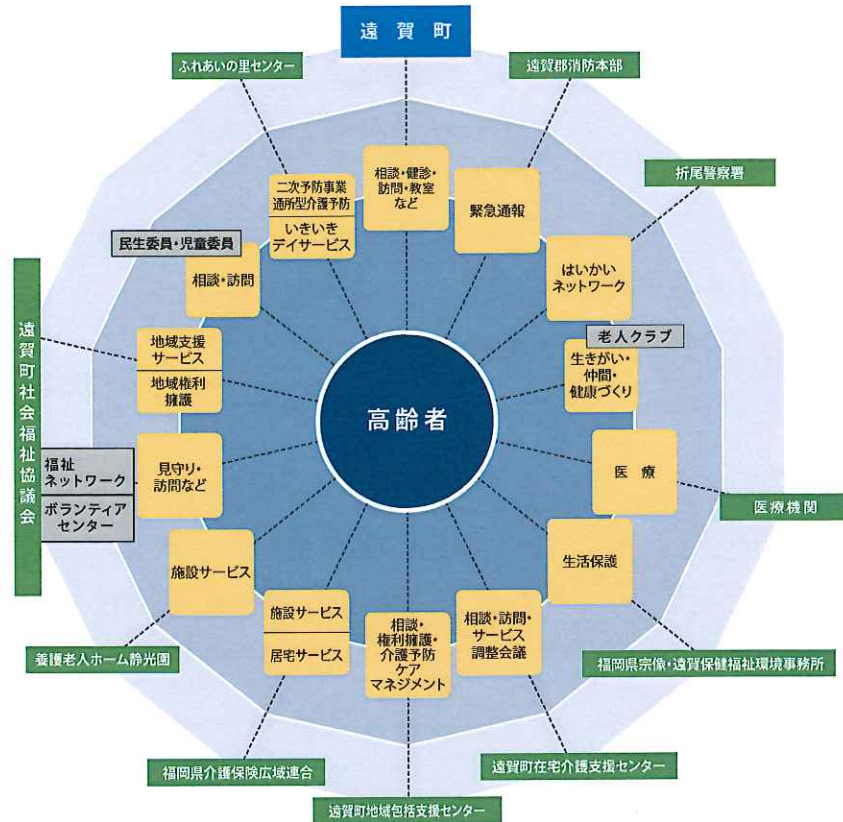 遠賀町
ふれあいの里センター
遠賀郡消防本部
折尾警察署
相談・健診・
訪問・教室
など
二次予防事業
通所型介護予防
いきいき
デイサービス
緊急通報
民生委員・児童委員
相談・訪問
はいかい
ネットワーク
老人クラブ
生きがい・
仲間・
健康づくり
遠賀町社会福祉協議会
地域支援
サービス
地域権利
擁護
高齢者
福祉
ネットワーク
ボランティア
センター
見守り・
訪問など
医療
医療機関
施設サービス
生活保護
施設サービス
居宅サービス
相談・
権利擁護・
介護予防
ケア
マネジメント
相談・訪問・
サービス
調整会議
養護老人ホーム静光園
福岡県宗像・遠賀保健福祉環境事務所
福岡県介護保険広域連合
遠賀町在宅介護支援センター
遠賀町地域包括支援センター